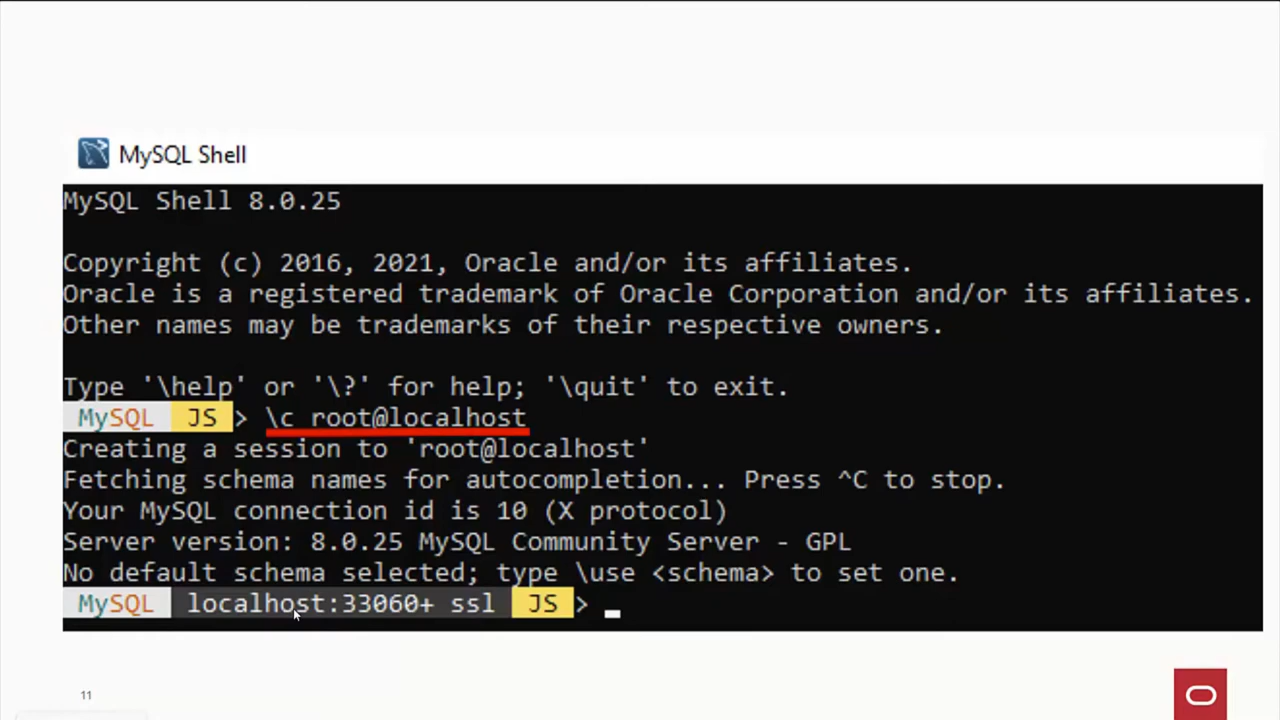 MySQL Shell
MySQL Shell 8.0.25
Copyright (c) 2016, 2021, Oracle and/or its affiliates.
Oracle is a registered trademark of Oracle Corporation and/or its affiliates.
Other names may be trademarks of their respective owners.
Type '\help' or '\?' for help; '\quit' to exit.
MySQL JS> \c root@localhost
Creating a session to 'root@localhost'
Fetching schema names for autocompletion... Press ^C to stop.
Your MySQL connection id is 10 (X protocol)
Server version: 8.0.25 MySQL Community Server - GPL
No default schema selected; type \use <schema> to set one.
MySQL localhost:33060+ ssl JS> _
11